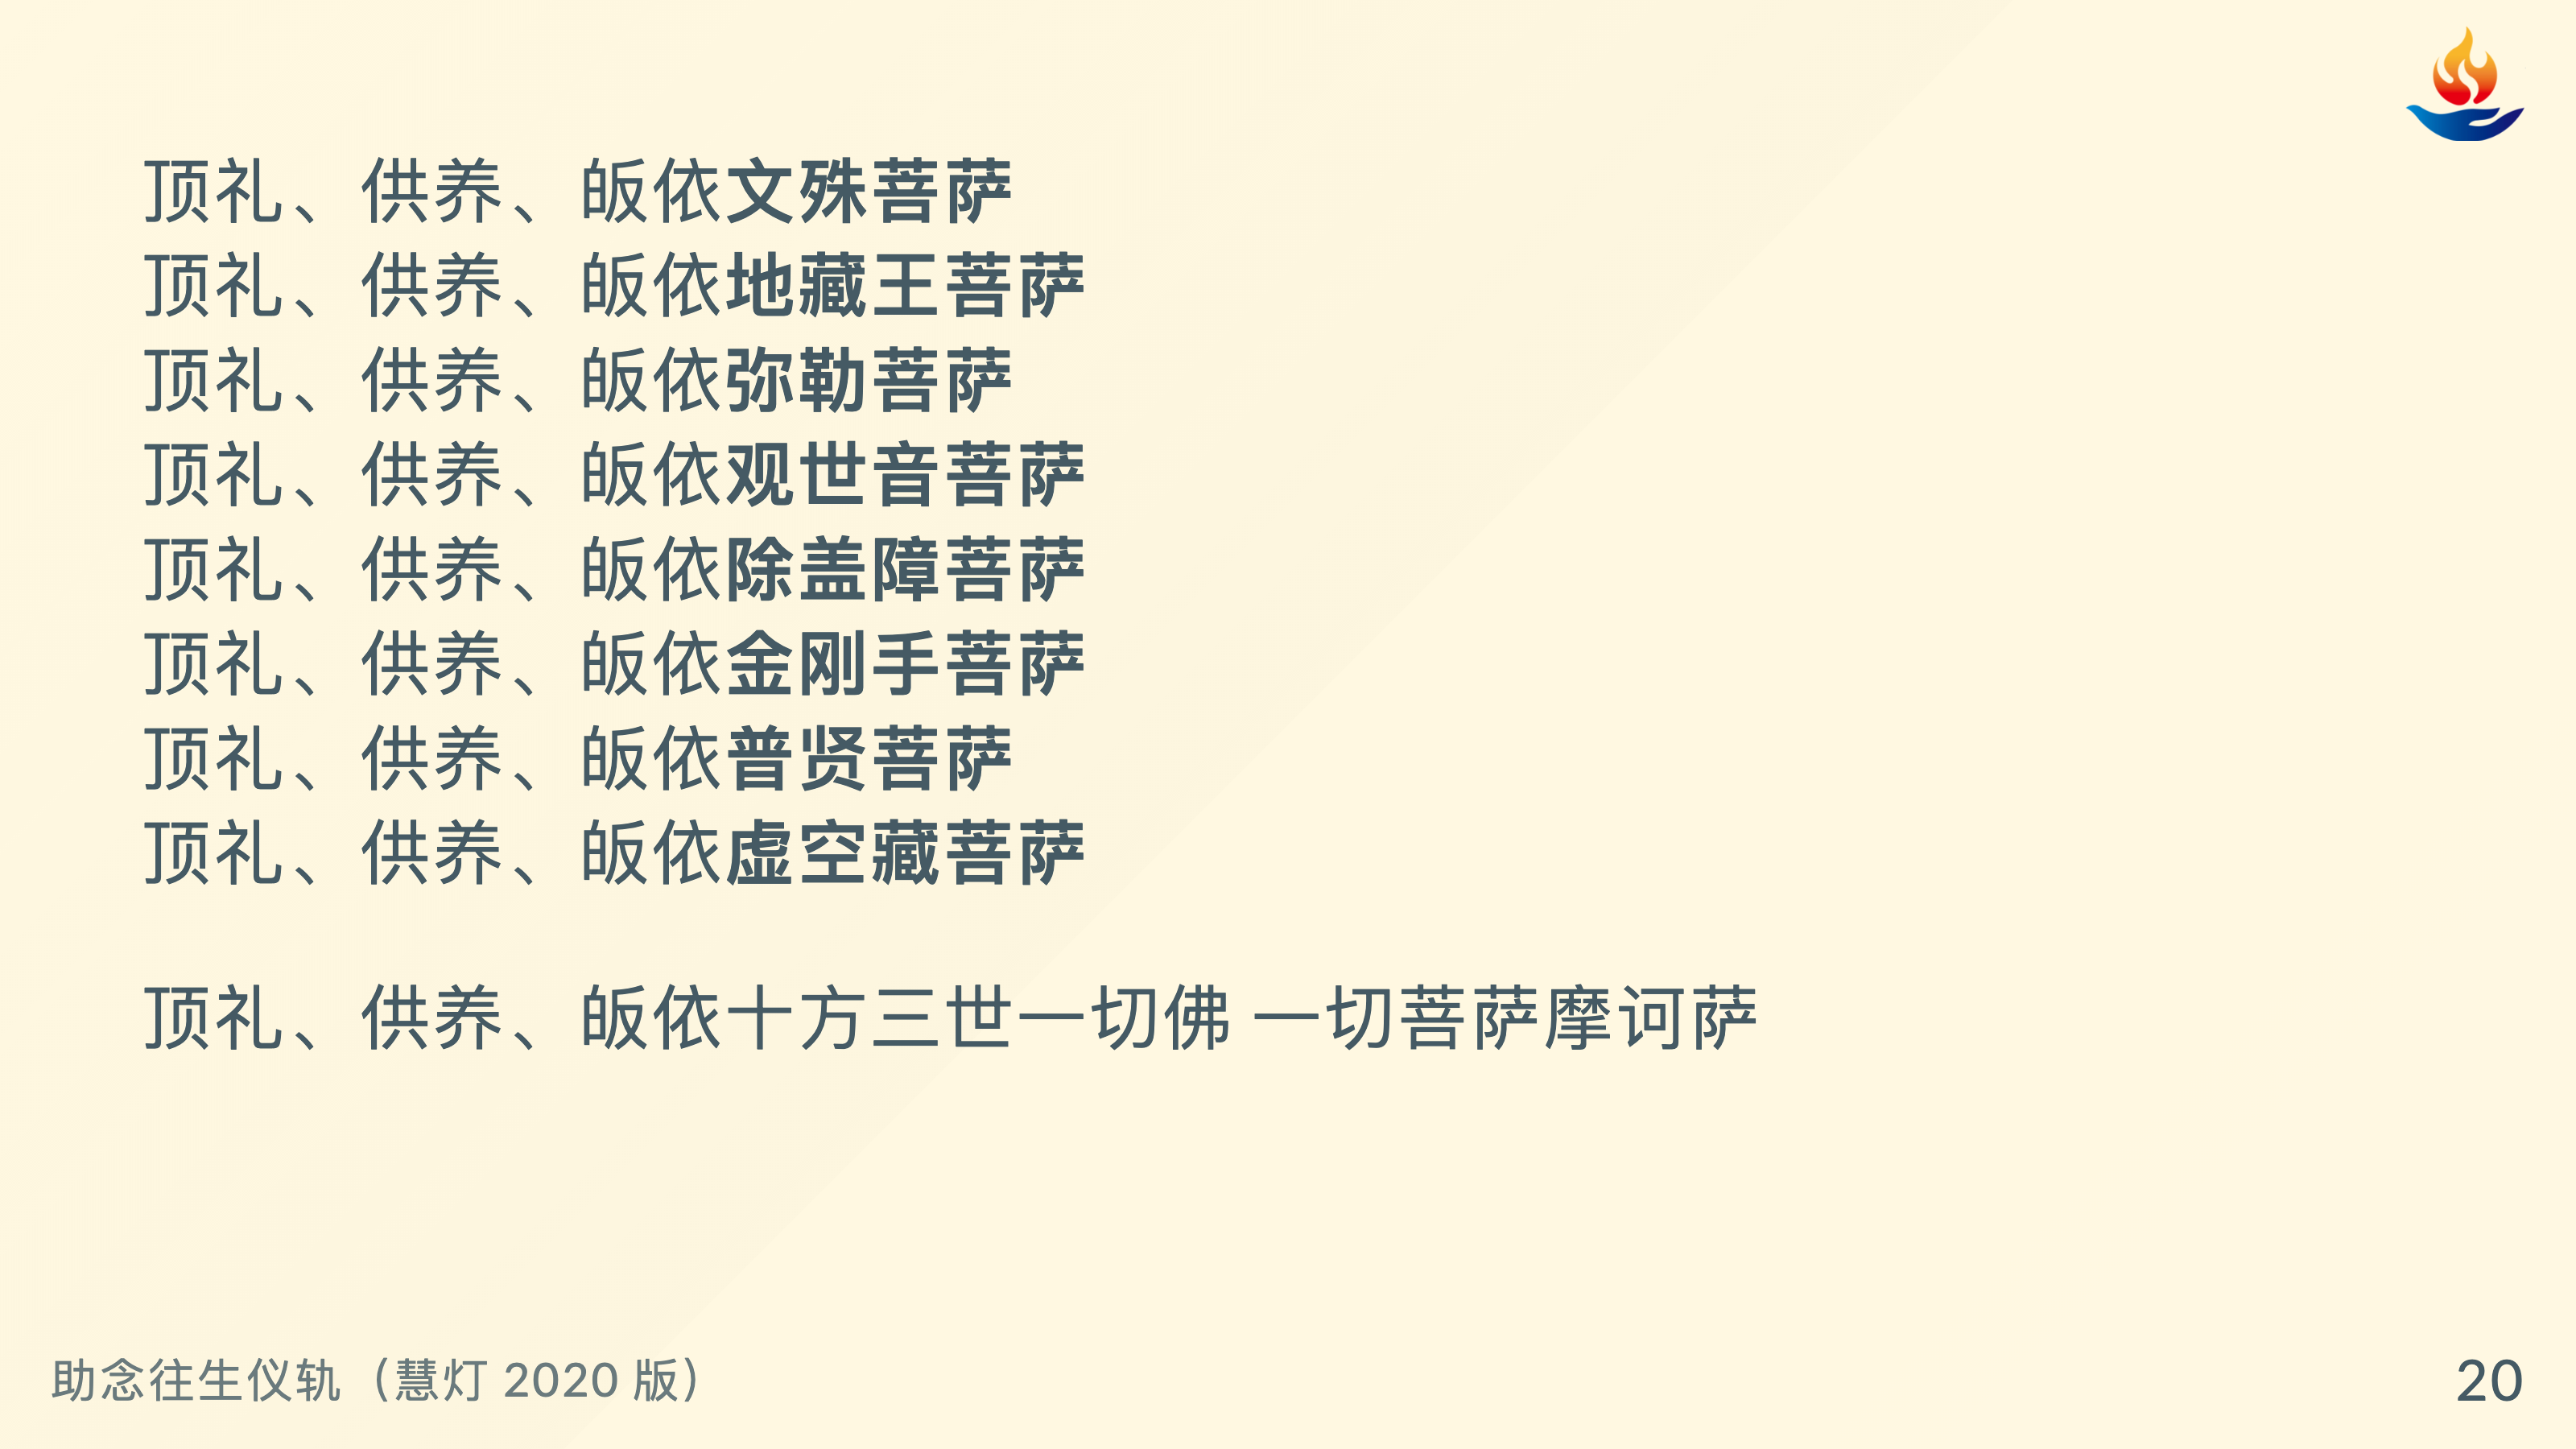 顶礼、供养、皈依文殊菩萨
顶礼、供养、皈依地藏王菩萨
顶礼、供养、皈依弥勒菩萨
顶礼、供养、皈依观世音菩萨
顶礼、供养、皈依除盖障菩萨
顶礼、供养、皈依金刚手菩萨
顶礼、供养、皈依普贤菩萨
顶礼、供养、皈依虚空藏菩萨
顶礼、供养、皈依十方三世一切佛 一切菩萨摩诃萨
助念往生仪轨（慧灯 2020 版）
20